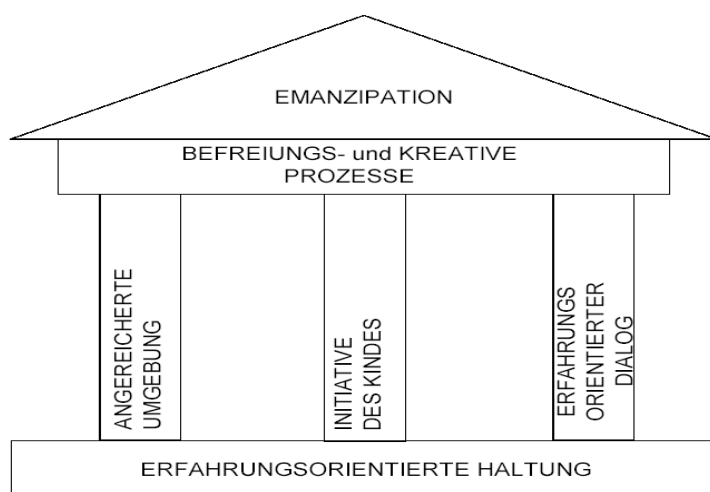 EMANZIPATION
BEFREIUNGS- und KREATIVE
PROZESSE
ANGEREICHERTE
UMGEBUNG
INITIATIVE
DES KINDES
ERFAHRUNGS
ORIENTIERTER
DIALOG
ERFAHRUNGSORIENTIERTE HALTUNG